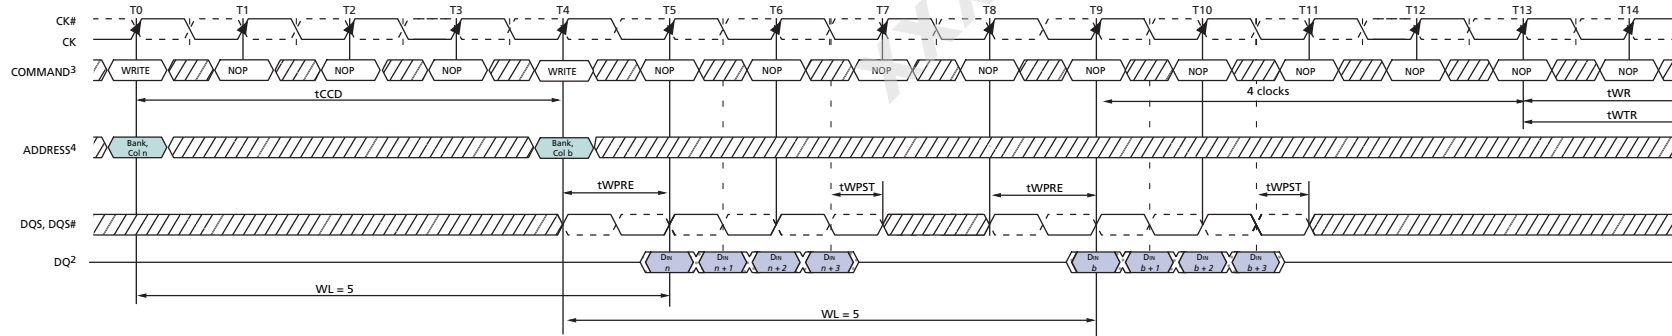 T0 T1 T2 T3 T4 T5 T6 T7 T8 T9 T10 T11 T12 T13 T14
CK#
CK
COMMAND3 WRITE NOP NOP NOP WRITE NOP NOP NOP NOP NOP NOP NOP NOP NOP NOP
tCCD 4 clocks tWR
tWTR
ADDRESS4 Bank, Col n Bank, Col b
tWPRE tWPST tWPRE tWPST
DQS, DQS#
DQ2 DIN n DIN n + 1 DIN n + 2 DIN n + 3 DIN b DIN b + 1 DIN b + 2 DIN b + 3
WL = 5
WL = 5